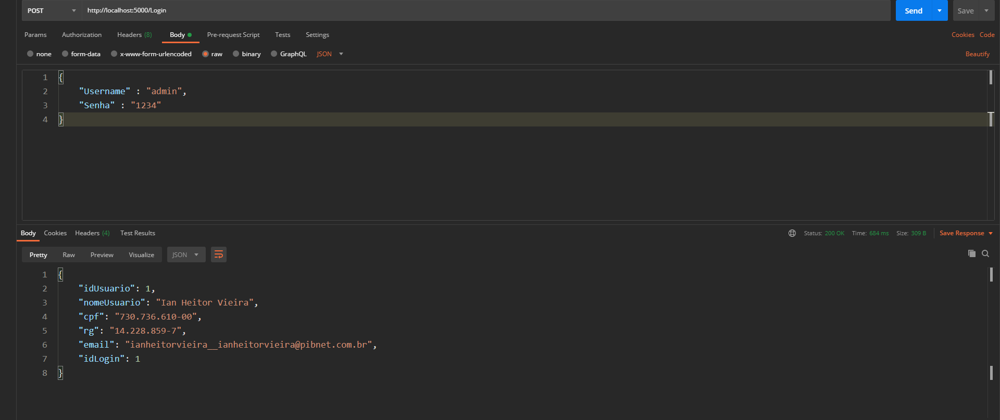 POST http://localhost:5000/Login Send Save
Params Authorization Headers (8) Body Pre-request Script Tests Settings Cookies Code
none form-data x-www-form-urlencoded raw binary GraphQL JSON Beautify
1 {
2 "Username" : "admin",
3 "Senha" : "1234"
4 }
Body Cookies Headers (4) Test Results Status: 200 OK Time: 684 ms Size: 309 B Save Response
Pretty Raw Preview Visualize JSON
1 {
2 "idUsuario": 1,
3 "nomeUsuario": "Ian Heitor Vieira",
4 "cpf": "730.736.610-00",
5 "rg": "14.228.859-7",
6 "email": "ianheitorvieira__ianheitorvieira@pibnet.com.br",
7 "idLogin": 1
8 }